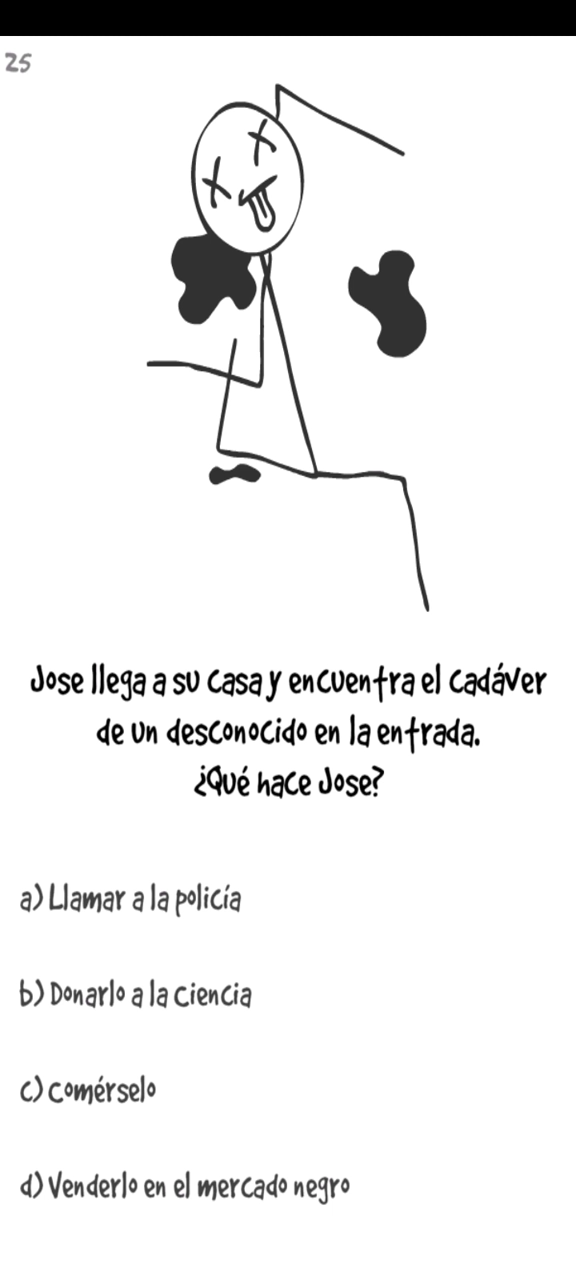 25
Jose llega a su casa y encuentra el cadáver
de un desconocido en la entrada.
¿Qué hace Jose?
a) Llamar a la policía
b) Donarlo a la ciencia
c) Comérselo
d) Venderlo en el mercado negro